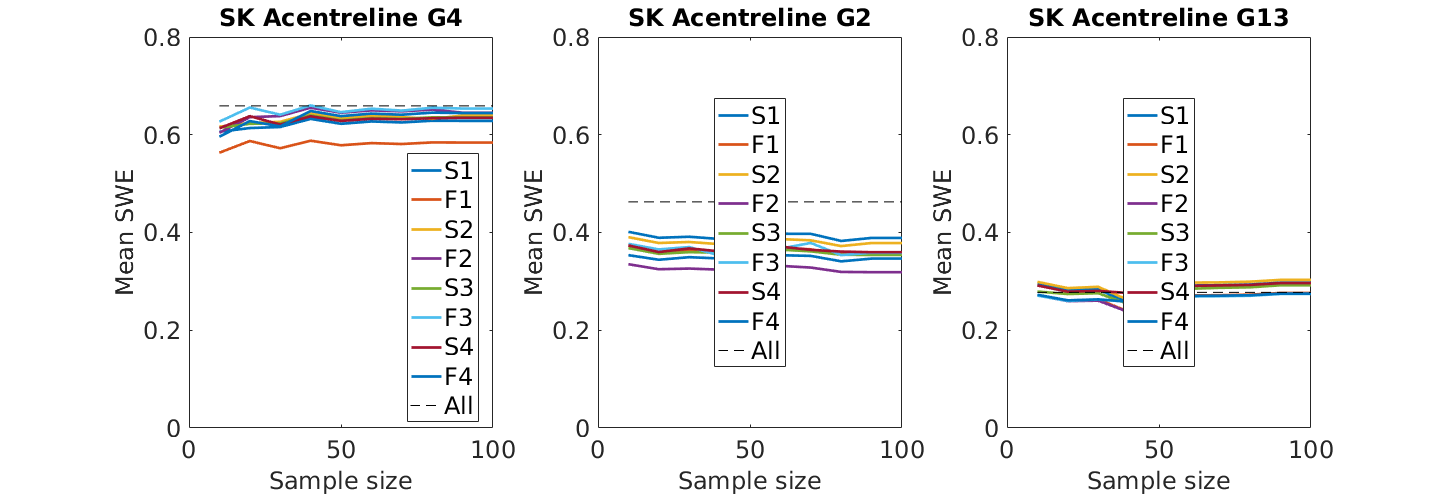 SK Acentreline G4
0.8
0.6
0.4
0.2
0
Mean SWE
0
50
100
Sample size
S1
F1
S2
F2
S3
F3
S4
F4
All
SK Acentreline G2
0.8
0.6
0.4
0.2
0
Mean SWE
0
50
100
Sample size
S1
F1
S2
F2
S3
F3
S4
F4
All
SK Acentreline G13
0.8
0.6
0.4
0.2
0
Mean SWE
0
50
100
Sample size
S1
F1
S2
F2
S3
F3
S4
F4
All